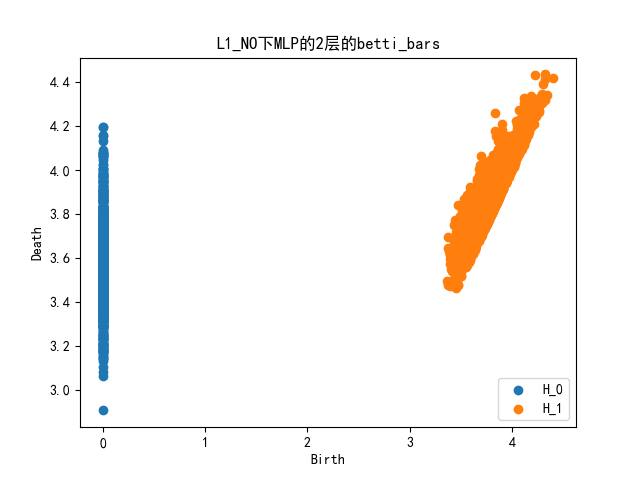 L1_NO下MLP的2层的betti_bars
Death
4.4
4.2
4.0
3.8
3.6
3.4
3.2
3.0
0 1 2 3 4
Birth
H_0
H_1